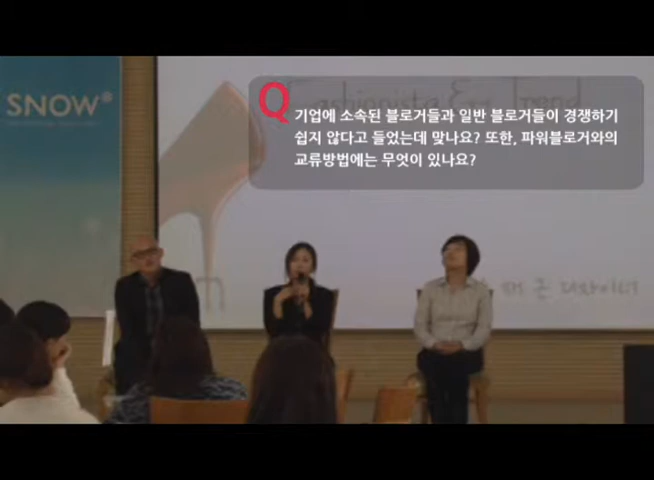 SNOW
Fashionista Trend
Q
기업에 소속된 블로거들과 일반 블로거들이 경쟁하기
쉽지 않다고 들었는데 맞나요? 또한, 파워블로거와의
교류방법에는 무엇이 있나요?